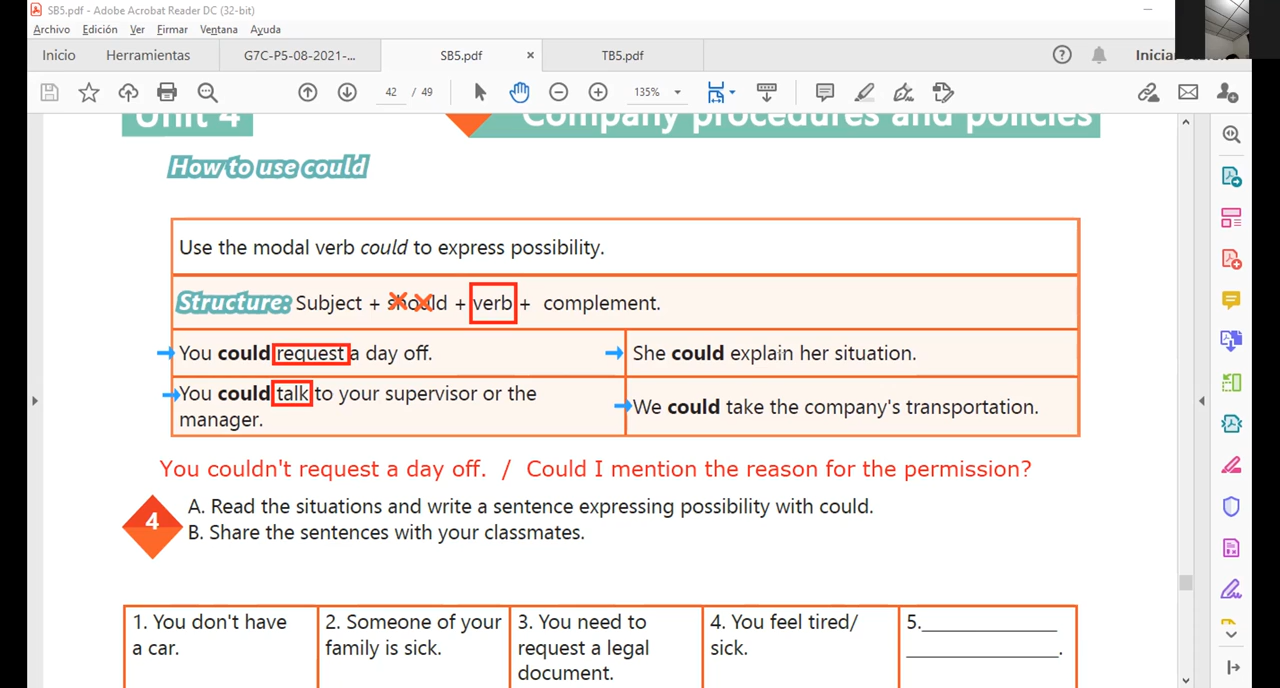 SB5.pdf - Adobe Acrobat Reader DC (32-bit)
Archivo Edición Ver Firmar Ventana Ayuda
Inicio Herramientas G7C-P5-08-2021-... SB5.pdf × TB5.pdf
42 / 49 135%
Unit 4 Company procedures and policies
How to use could
Use the modal verb could to express possibility.
Structure: Subject + should + verb + complement.
You could request a day off.
She could explain her situation.
You could talk to your supervisor or the
manager.
We could take the company's transportation.
You couldn't request a day off. / Could I mention the reason for the permission?
4
A. Read the situations and write a sentence expressing possibility with could.
B. Share the sentences with your classmates.
1. You don't have
a car.
2. Someone of your
family is sick.
3. You need to
request a legal
document.
4. You feel tired/
sick.
5.______________
________________.